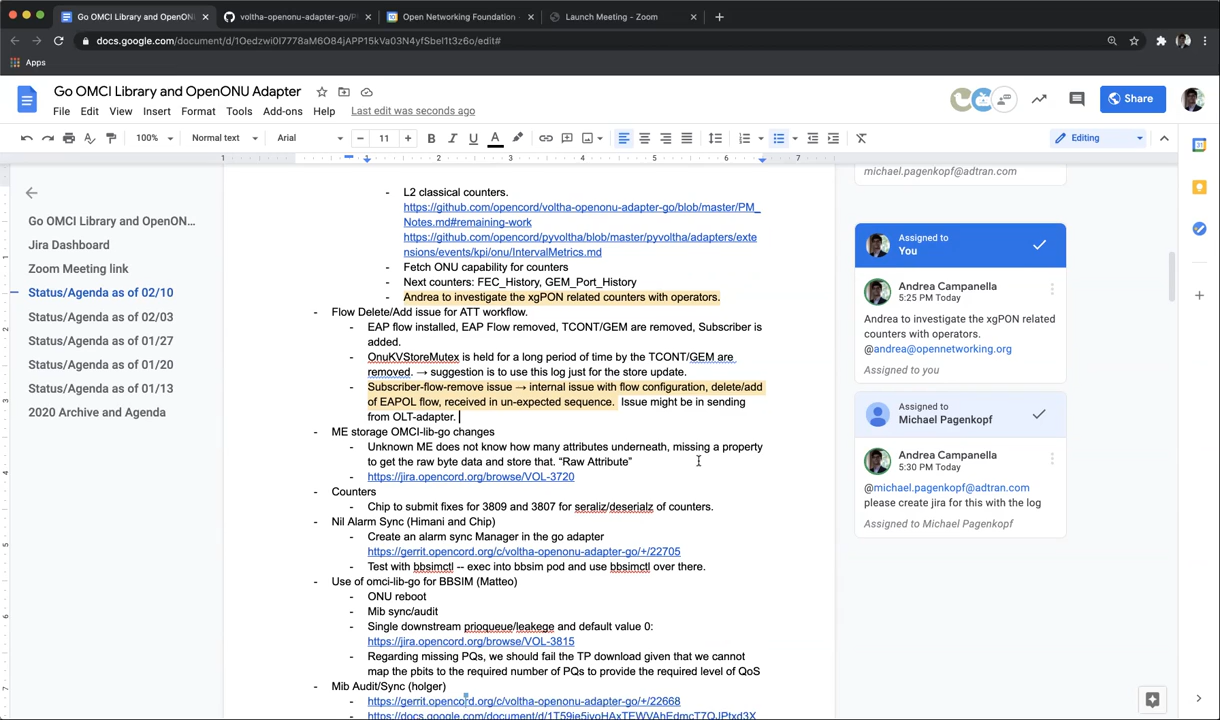 Go OMCI Library and OpenONU
voltha-openonu-adapter-go/P
Open Networking Foundation -
Launch Meeting - Zoom
docs.google.com/document/d/1Oedzwi0I7778aM6O84jAPP15kVa03N4yfSbeI1t3z6o/edit#
Apps
Go OMCI Library and OpenONU Adapter
File Edit View Insert Format Tools Add-ons Help Last edit was seconds ago
Share
100% Normal text Arial 11 B I U A Editing
1 1 2 3 4 5 6 7
Go OMCI Library and OpenON...
Jira Dashboard
Zoom Meeting link
Status/Agenda as of 02/10
Status/Agenda as of 02/03
Status/Agenda as of 01/27
Status/Agenda as of 01/20
Status/Agenda as of 01/13
2020 Archive and Agenda
- L2 classical counters.
https://github.com/opencord/voltha-openonu-adapter-go/blob/master/PM_
Notes.md#remaining-work
https://github.com/opencord/pyvoltha/blob/master/pyvoltha/adapters/exte
nsions/events/kpi/onu/IntervalMetrics.md
- Fetch ONU capability for counters
- Next counters: FEC_History, GEM_Port_History
- Andrea to investigate the xgPON related counters with operators.
- Flow Delete/Add issue for ATT workflow.
- EAP flow installed, EAP Flow removed, TCONT/GEM are removed, Subscriber is
added.
- OnuKVStoreMutex is held for a long period of time by the TCONT/GEM are
removed. → suggestion is to use this log just for the store update.
- Subscriber-flow-remove issue → internal issue with flow configuration, delete/add
of EAPOL flow, received in un-expected sequence. Issue might be in sending
from OLT-adapter.
- ME storage OMCI-lib-go changes
- Unknown ME does not know how many attributes underneath, missing a property
to get the raw byte data and store that. “Raw Attribute”
- https://jira.opencord.org/browse/VOL-3720
- Counters
- Chip to submit fixes for 3809 and 3807 for seraliz/deserialz of counters.
- Nil Alarm Sync (Himani and Chip)
- Create an alarm sync Manager in the go adapter
https://gerrit.opencord.org/c/voltha-openonu-adapter-go/+/22705
- Test with bbsimctl -- exec into bbsim pod and use bbsimctl over there.
- Use of omci-lib-go for BBSIM (Matteo)
- ONU reboot
- Mib sync/audit
- Single downstream prioqueue/leakege and default value 0:
https://jira.opencord.org/browse/VOL-3815
- Regarding missing PQs, we should fail the TP download given that we cannot
map the pbits to the required number of PQs to provide the required level of QoS
- Mib Audit/Sync (holger)
- https://gerrit.opencord.org/c/voltha-openonu-adapter-go/+/22668
michael.pagenkopf@adtran.com
Assigned to
You
Andrea Campanella
5:25 PM Today
Andrea to investigate the xgPON related
counters with operators.
@andrea@opennetworking.org
Assigned to you
Assigned to
Michael Pagenkopf
Andrea Campanella
5:30 PM Today
@michael.pagenkopf@adtran.com
please create jira for this with the log
Assigned to Michael Pagenkopf